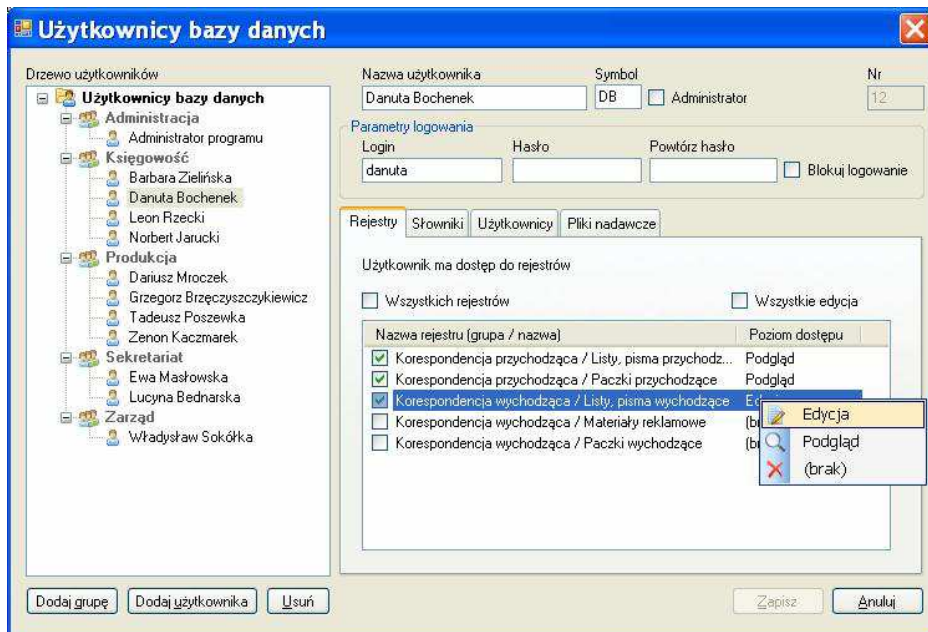 Użytkownicy bazy danych
Drzewo użytkowników
Użytkownicy bazy danych
Administracja
Administrator programu
Księgowość
Barbara Zielińska
Danuta Bochenek
Leon Rzecki
Norbert Jarucki
Produkcja
Dariusz Mroczek
Grzegorz Brzęczyszczykiewicz
Tadeusz Poszewka
Zenon Kaczmarek
Sekretariat
Ewa Masłowska
Lucyna Bednarska
Zarząd
Władysław Sokółka
Dodaj grupę Dodaj użytkownika Usuń
Nazwa użytkownika Symbol Nr
Danuta Bochenek DB Administrator 12
Parametry logowania
Login Hasło Powtórz hasło
danuta Blokuj logowanie
Rejestry Słowniki Użytkownicy Pliki nadawcze
Użytkownik ma dostęp do rejestrów
Wszystkich rejestrów Wszystkie edycja
Nazwa rejestru (grupa / nazwa) Poziom dostępu
Korespondencja przychodząca / Listy, pisma przychodz... Podgląd
Korespondencja przychodząca / Paczki przychodzące Podgląd
Korespondencja wychodząca / Listy, pisma wychodzące
Korespondencja wychodząca / Materiały reklamowe
Korespondencja wychodząca / Paczki wychodzące
Edycja
Podgląd
(brak)
Zapisz Anuluj